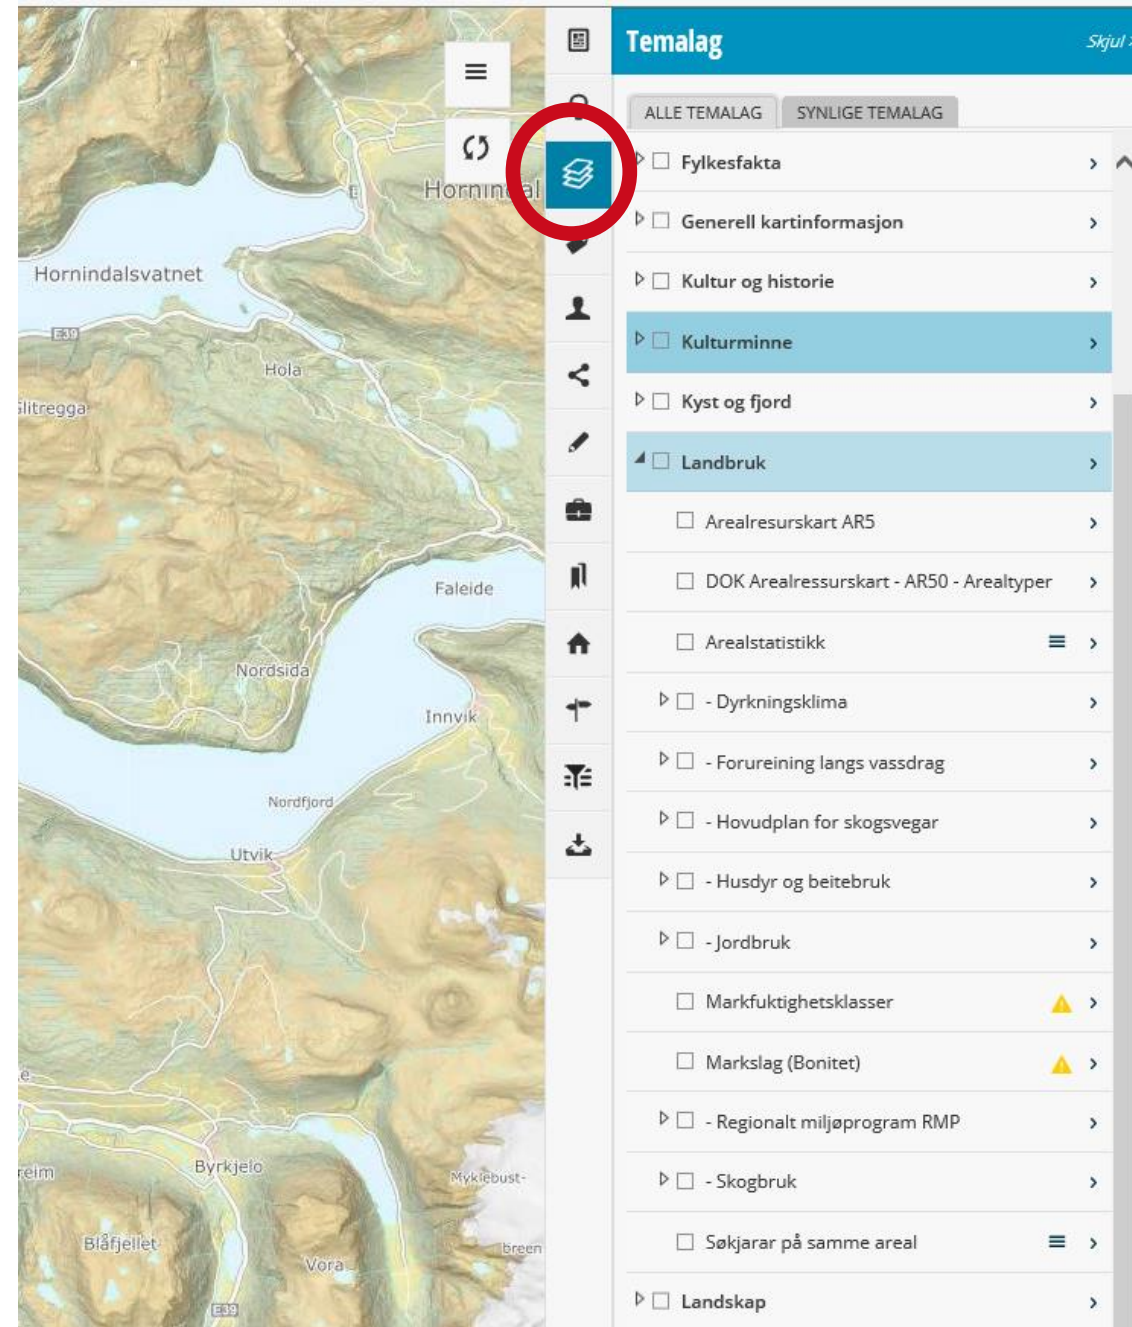 Temalag
Skjul
ALLE TEMALAG
SYNLIGE TEMALAG
Fylkesfakta
Generell kartinformasjon
Kultur og historie
Kulturminne
Kyst og fjord
Landbruk
Arealresurskart AR5
DOK Arealressurskart - AR50 - Arealtyper
Arealstatistikk
- Dyrkningsklima
- Forureining langs vassdrag
- Hovudplan for skogsvegar
- Husdyr og beitebruk
- Jordbruk
Markfuktighetsklasser
Markslag (Bonitet)
- Regionalt miljøprogram RMP
- Skogbruk
Søkjarar på samme areal
Landskap
Hornindalsvatnet
E39
Hola
Faleide
Nordsida
Innvik
Nordfjord
Utvik
Byrkjelo
Myklebust-
breen
Blåfjellet
Vora
E39